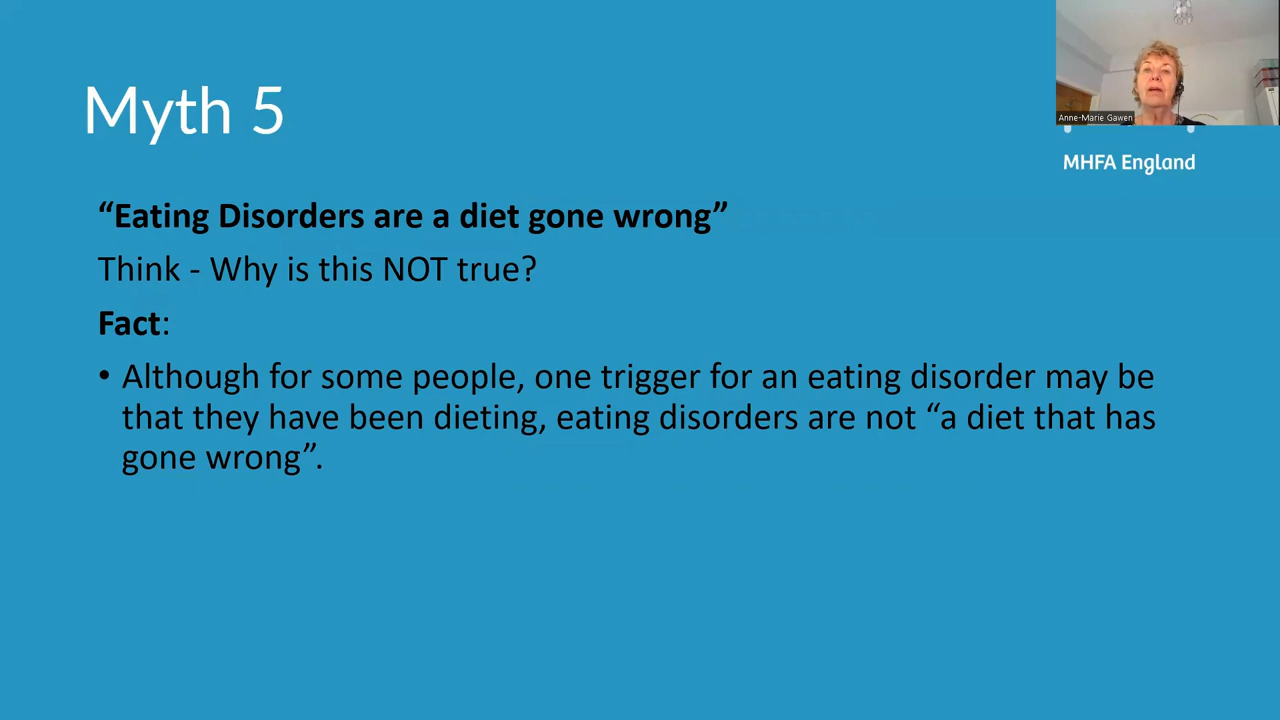 Myth 5
Anne-Marie Gawen
MHFA England
“Eating Disorders are a diet gone wrong”
Think - Why is this NOT true?
Fact:
• Although for some people, one trigger for an eating disorder may be
that they have been dieting, eating disorders are not “a diet that has
gone wrong”.